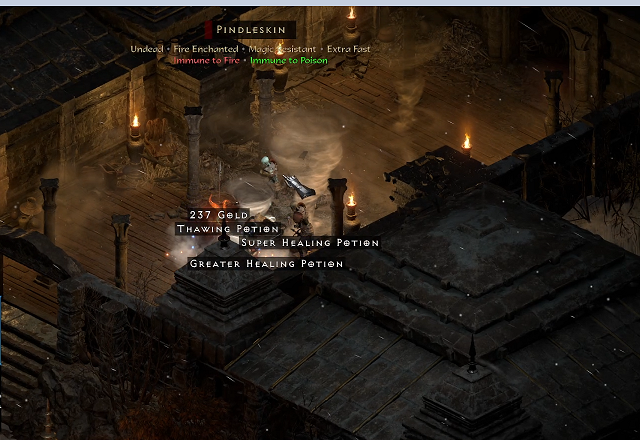 PINDLESKIN
Undead • Fire Enchanted • Magic Resistant • Extra Fast
Immune to Fire • Immune to Poison
237 GOLD
THAWING POTION
SUPER HEALING POTION
GREATER HEALING POTION